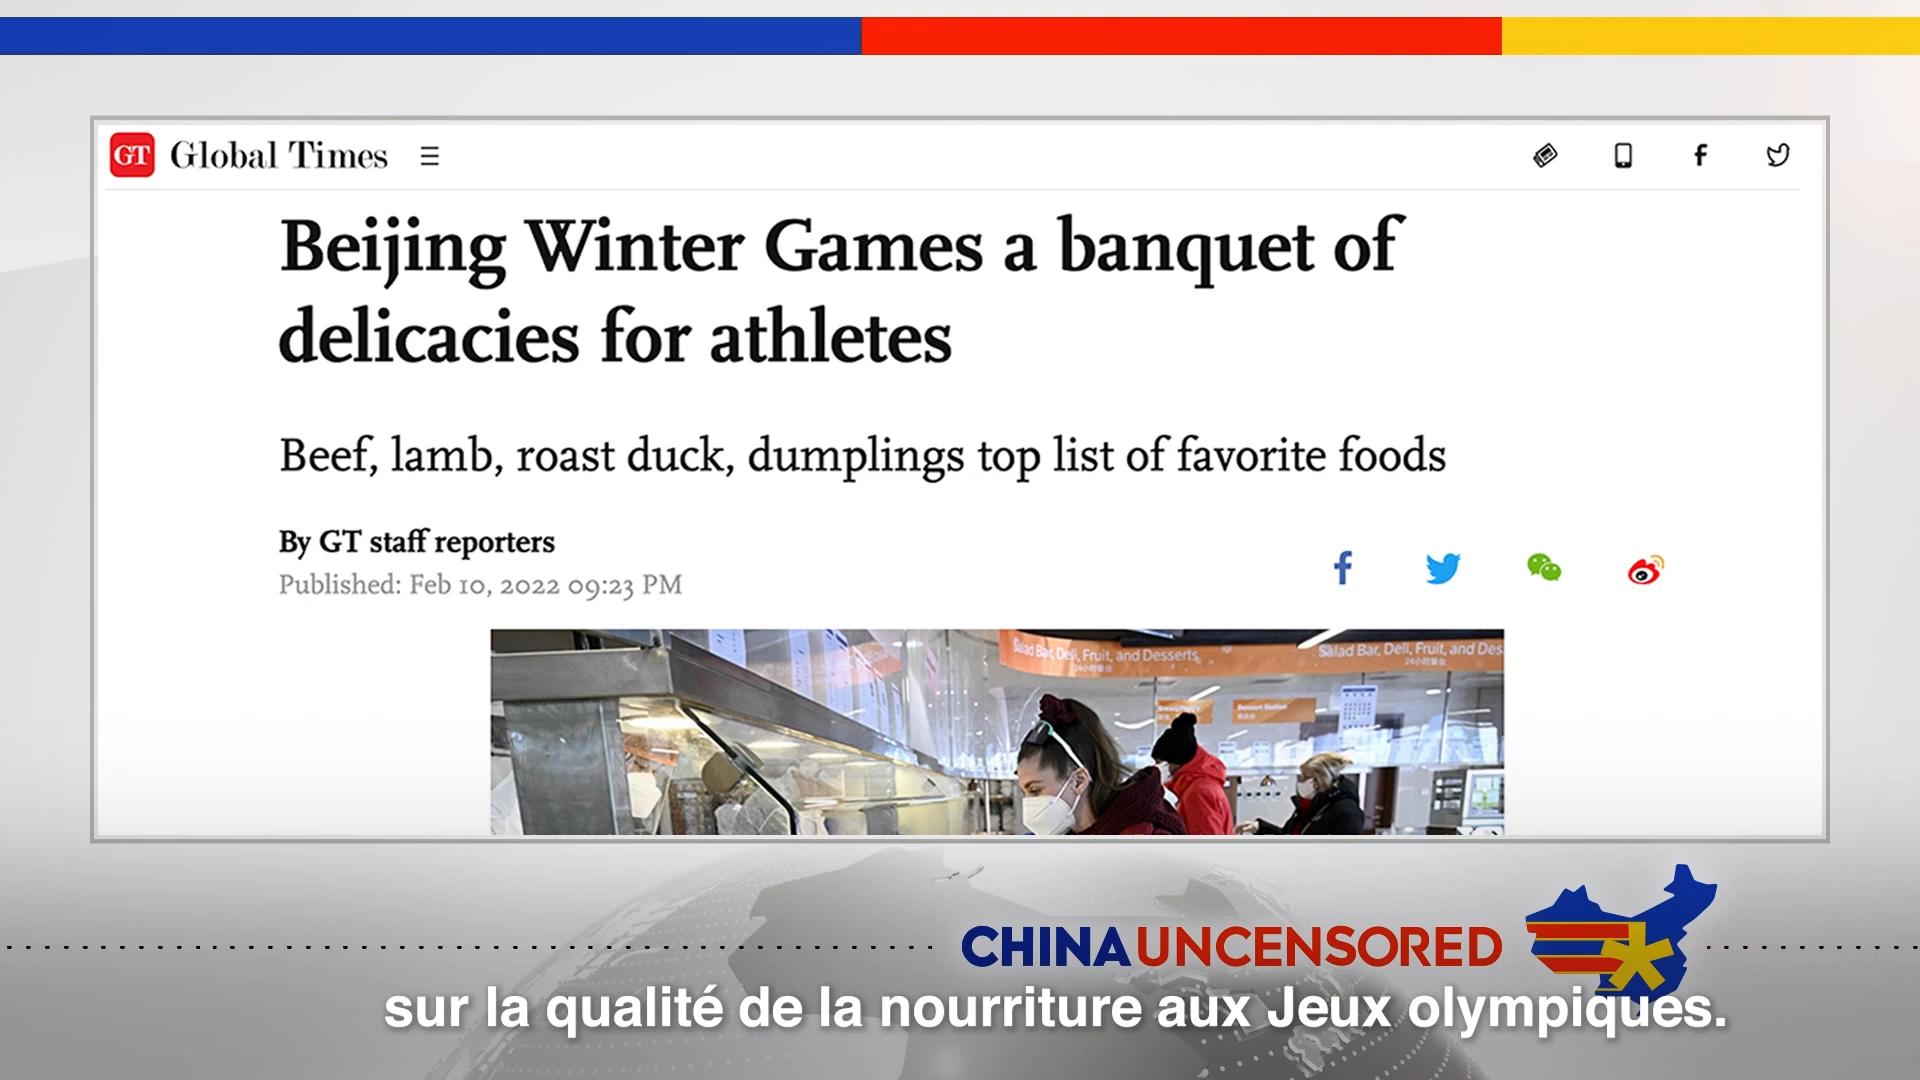 GT Global Times
Beijing Winter Games a banquet of
delicacies for athletes
Beef, lamb, roast duck, dumplings top list of favorite foods
By GT staff reporters
Published: Feb 10, 2022 09:23 PM
Salad Bar, Deli, Fruit, and Desserts
Salad Bar, Deli, Fruit, and Des
Dessert Station
CHINA UNCENSORED
sur la qualité de la nourriture aux Jeux olympiques.